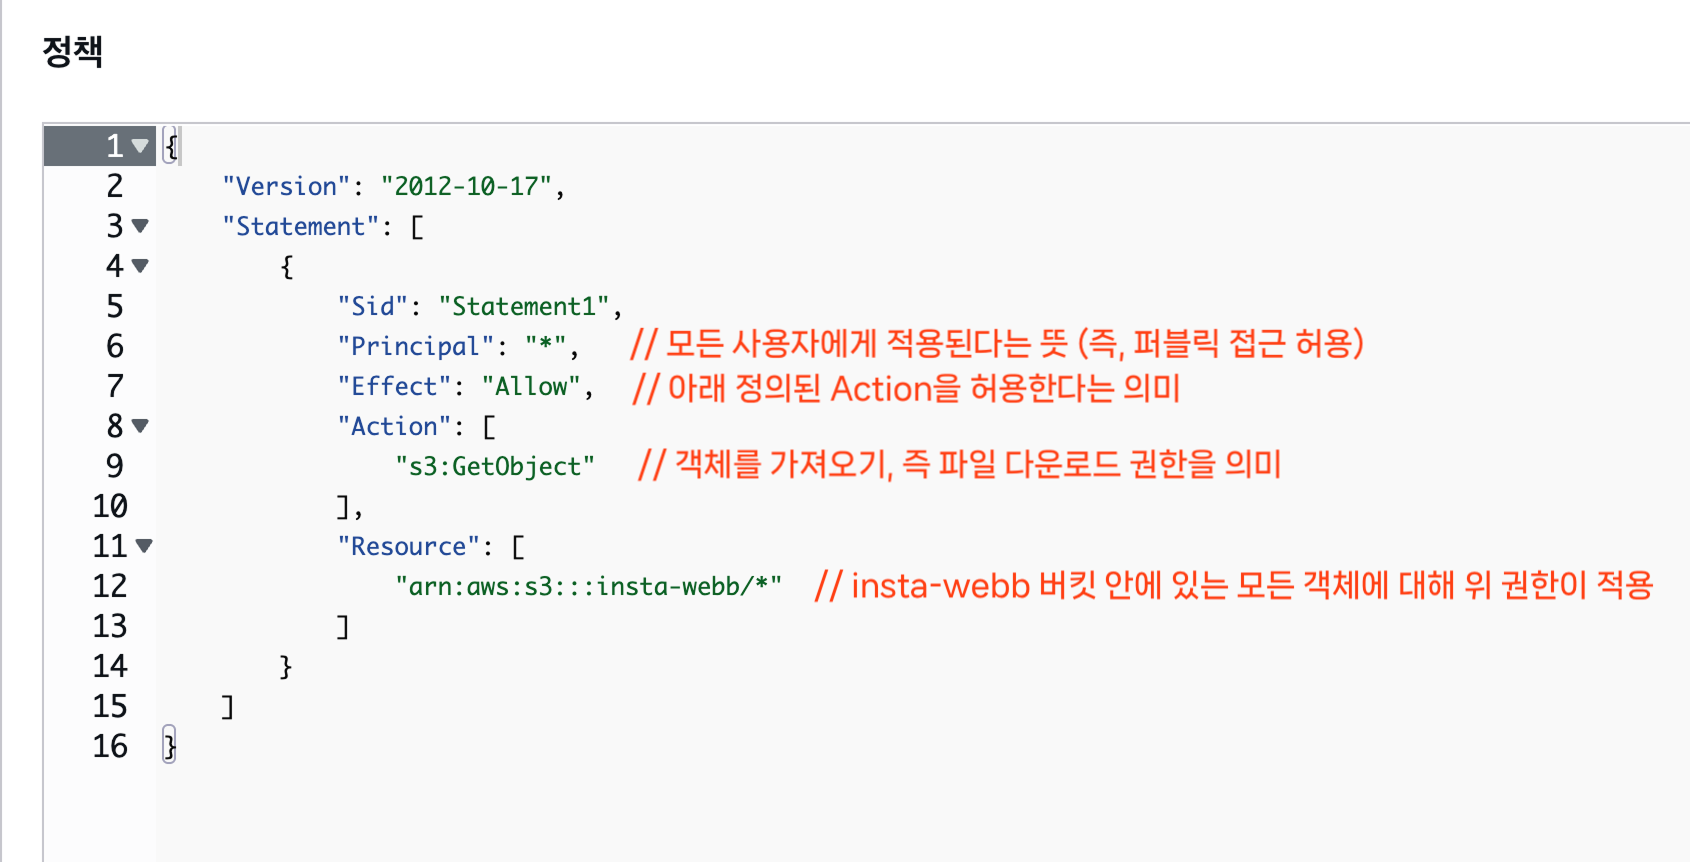 정책
1 {
2 "Version": "2012-10-17",
3 "Statement": [
4 {
5 "Sid": "Statement1",
6 "Principal": "*", // 모든 사용자에게 적용된다는 뜻 (즉, 퍼블릭 접근 허용)
7 "Effect": "Allow", // 아래 정의된 Action을 허용한다는 의미
8 "Action": [
9 "s3:GetObject" // 객체를 가져오기, 즉 파일 다운로드 권한을 의미
10 ],
11 "Resource": [
12 "arn:aws:s3:::insta-webb/*" // insta-webb 버킷 안에 있는 모든 객체에 대해 위 권한이 적용
13 ]
14 }
15 ]
16 }